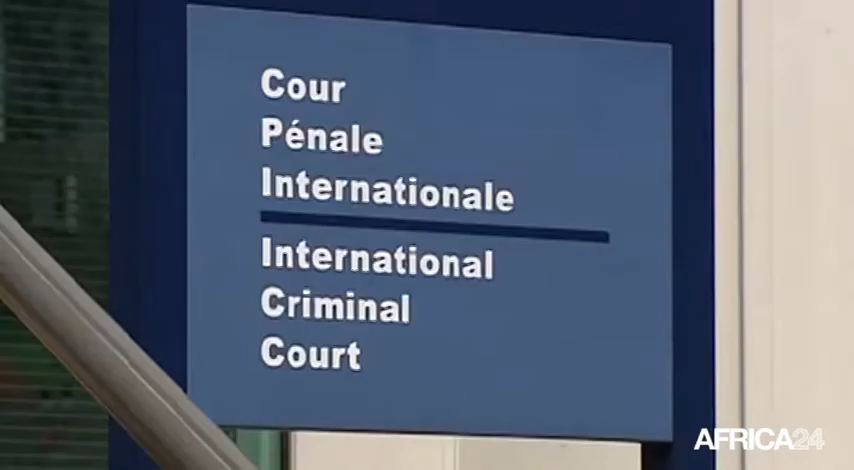 Cour
Pénale
Internationale
International
Criminal
Court
AFRICA24